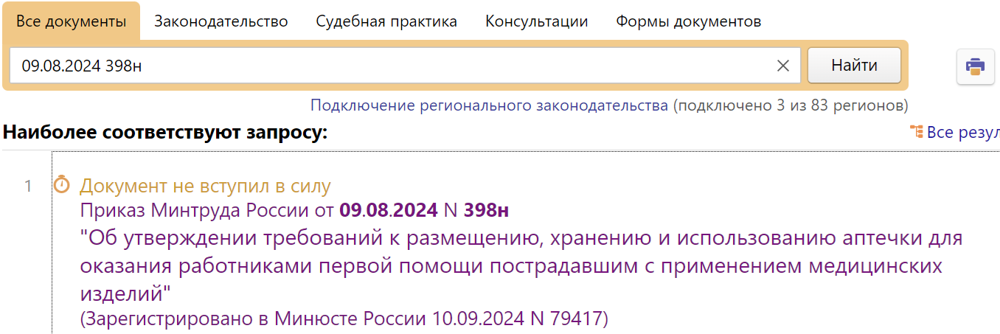 Все документы Законодательство Судебная практика Консультации Формы документов
09.08.2024 398н Найти
Подключение регионального законодательства (подключено 3 из 83 регионов)
Наиболее соответствуют запросу: Все резул
1 Документ не вступил в силу
Приказ Минтруда России от 09.08.2024 N 398н
"Об утверждении требований к размещению, хранению и использованию аптечки для
оказания работниками первой помощи пострадавшим с применением медицинских
изделий"
(Зарегистрировано в Минюсте России 10.09.2024 N 79417)